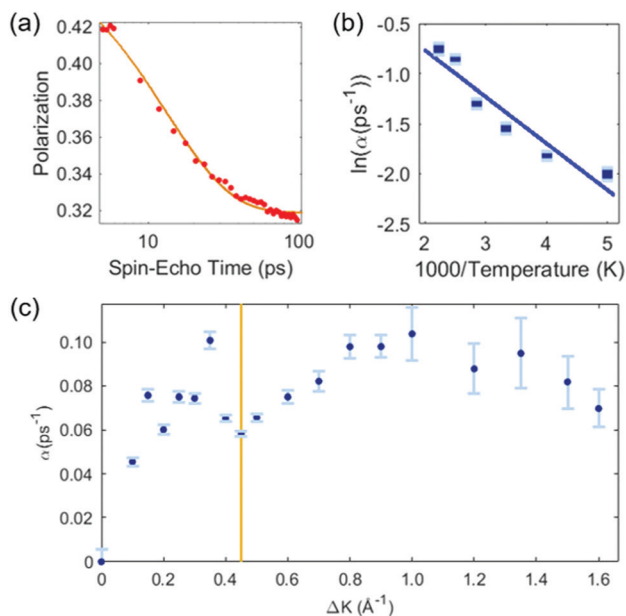 (a)
0.42
0.40
0.38
0.36
0.34
0.32
Polarization
10
100
Spin-Echo Time (ps)
(b)
-0.5
-1.0
-1.5
-2.0
-2.5
ln(α(ps⁻¹))
2 3 4 5
1000/Temperature (K)
(c)
0.10
0.08
0.06
0.04
0.02
0
α(ps⁻¹)
0 0.2 0.4 0.6 0.8 1.0 1.2 1.4 1.6
ΔK (Å⁻¹)